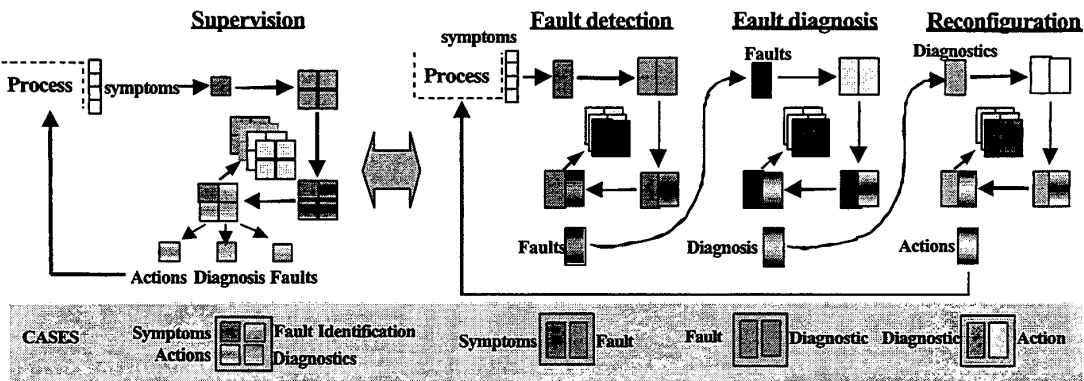 Supervision
Fault detection
Fault diagnosis
Reconfiguration
Process
symptoms
Actions Diagnosis Faults
symptoms
Process
Faults
Faults
Diagnosis
Diagnostics
Actions
CASES
Symptoms
Fault Identification
Actions
Diagnostics
Symptoms
Fault
Fault
Diagnostic
Diagnostic
Action